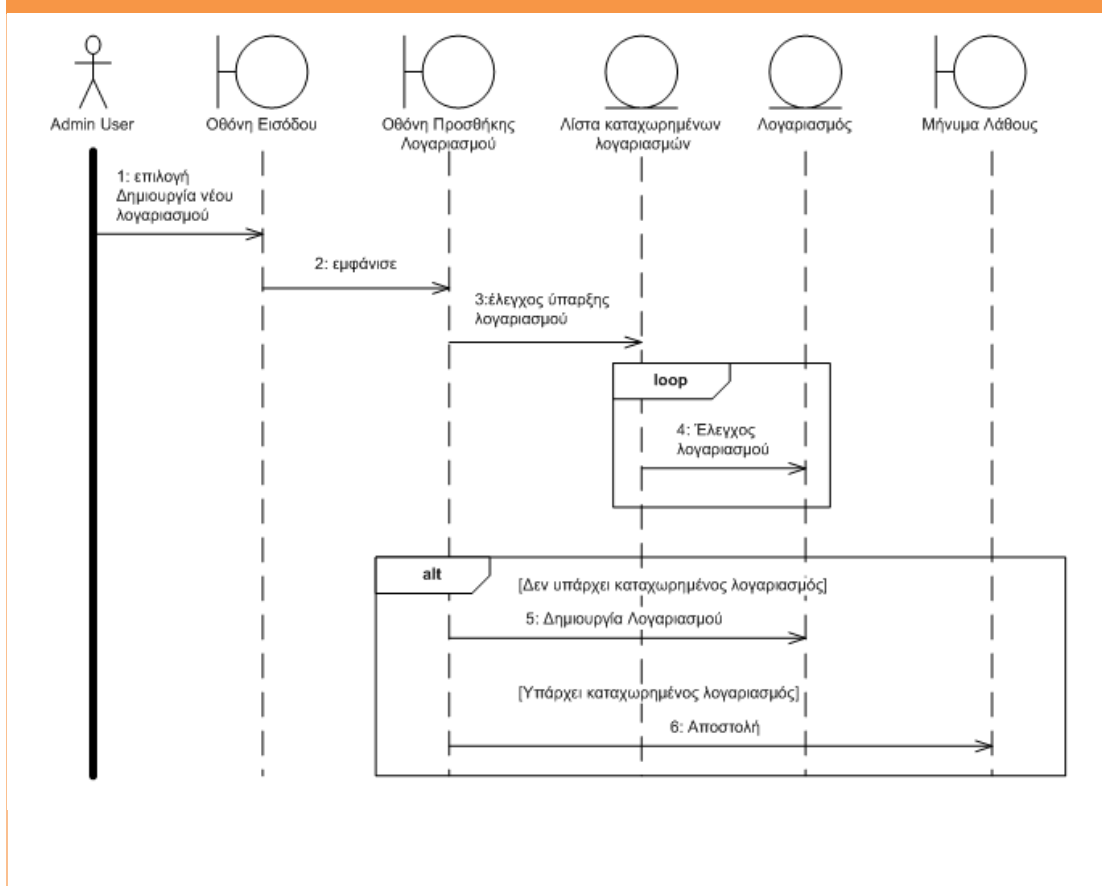 Admin User
Οθόνη Εισόδου
Οθόνη Προσθήκης
Λογαριασμού
Λίστα καταχωρημένων
λογαριασμών
Λογαριασμός
Μήνυμα Λάθους
1: επιλογή
Δημιουργία νέου
λογαριασμού
2: εμφάνισε
3:έλεγχος ύπαρξης
λογαριασμού
loop
4: Έλεγχος
λογαριασμού
alt
[Δεν υπάρχει καταχωρημένος λογαριασμός]
5: Δημιουργία Λογαριασμού
[Υπάρχει καταχωρημένος λογαριασμός]
6: Αποστολή